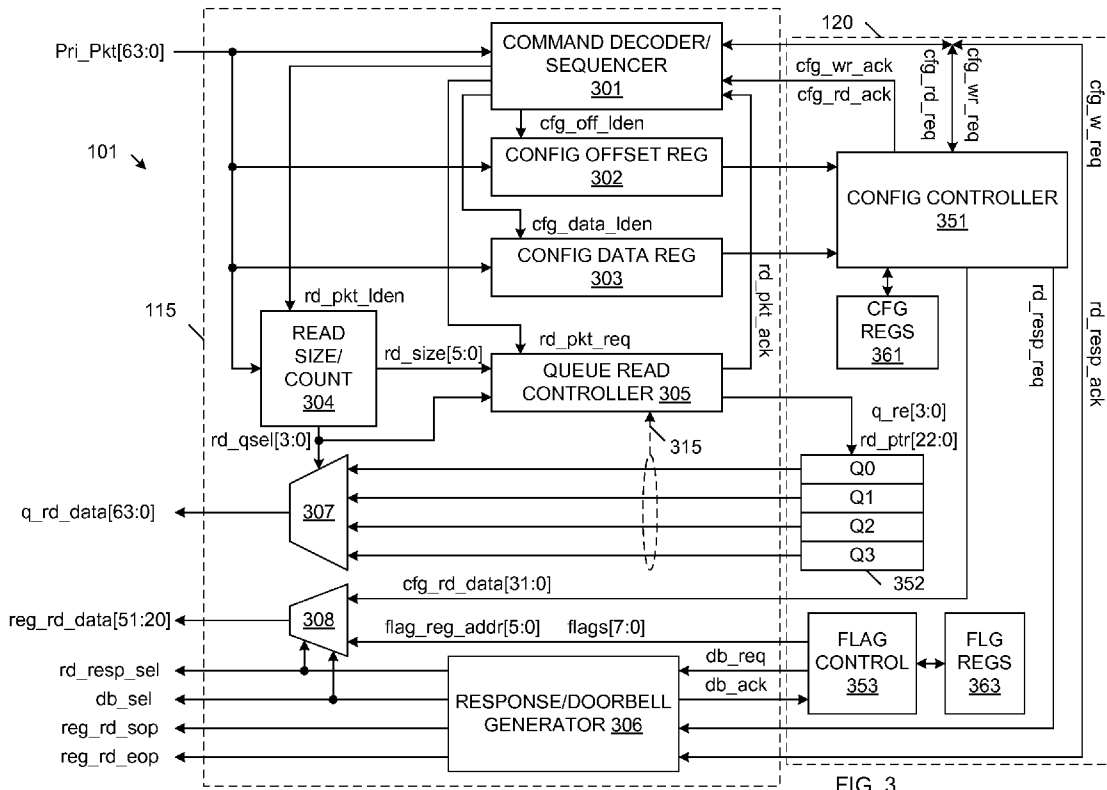 Pri_Pkt[63:0]
COMMAND DECODER/
SEQUENCER
301
120
cfg_wr_ack
cfg_rd_ack
cfg_rd_req
cfg_wr_req
cfg_w_req
cfg_off_lden
101
CONFIG OFFSET REG
302
CONFIG CONTROLLER
351
cfg_data_lden
CONFIG DATA REG
303
rd_pkt_ack
rd_pkt_lden
115
READ
SIZE/
COUNT
304
rd_size[5:0]
rd_pkt_req
QUEUE READ
CONTROLLER 305
CFG
REGS
361
rd_resp_req
rd_resp_ack
rd_qsel[3:0]
315
q_re[3:0]
rd_ptr[22:0]
Q0
Q1
Q2
Q3
352
q_rd_data[63:0]
307
cfg_rd_data[31:0]
reg_rd_data[51:20]
308
flag_reg_addr[5:0]
flags[7:0]
FLAG
CONTROL
353
FLG
REGS
363
rd_resp_sel
db_sel
reg_rd_sop
reg_rd_eop
RESPONSE/DOORBELL
GENERATOR 306
db_req
db_ack
FIG. 3